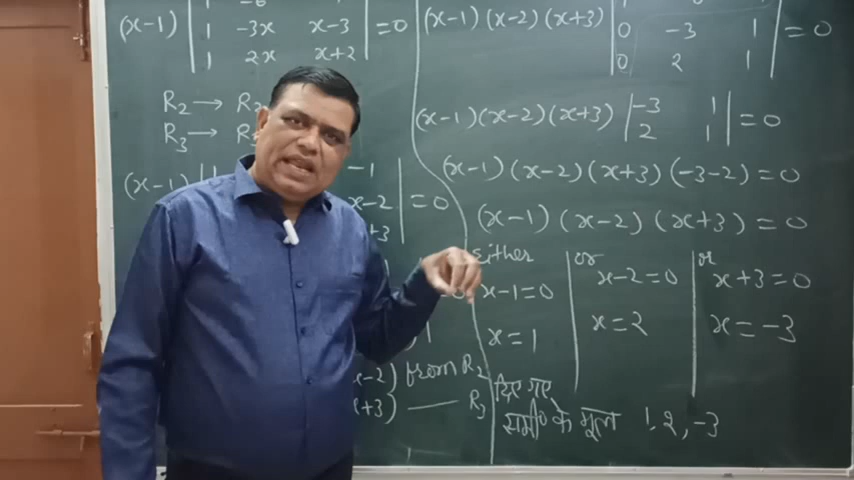 (x-1) | 1 -3x x-3 | = 0
1 2x x+2
R₂ →
R₃ →
(x-1)
-1
x-2 | = 0
x-2) from R₂
x+3) —— R₃
(x-1)(x-2)(x+3) | 0 -3 1 | = 0
0 2 1
(x-1)(x-2)(x+3) | -3 1 | = 0
2 1
(x-1)(x-2)(x+3)(-3-2)=0
(x-1)(x-2)(x+3)=0
either or or
x-1=0 x-2=0 x+3=0
x=1 x=2 x=-3
दिए गए
समी० के मूल 1, 2, -3